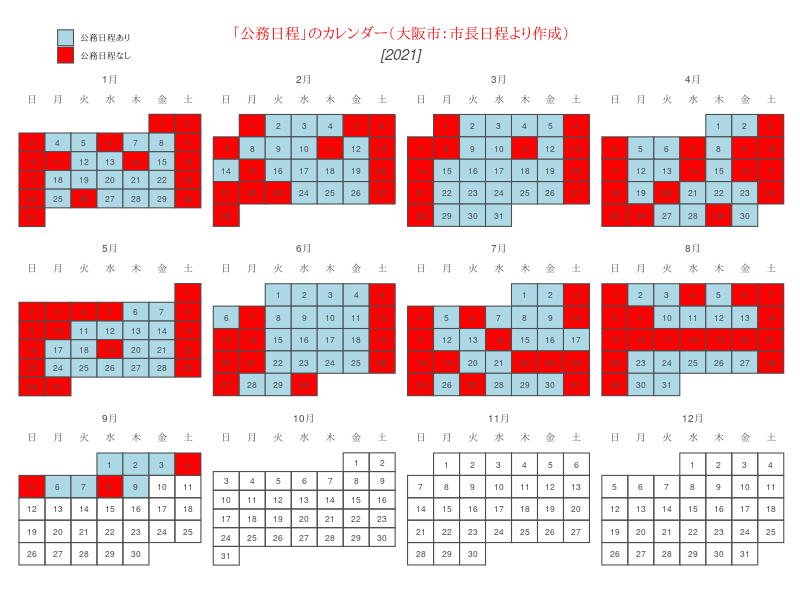 公務日程あり
公務日程なし
「公務日程」のカレンダー（大阪市：市長日程より作成）
[2021]
1月
日 月 火 水 木 金 土
1 2
3 4 5 6 7 8 9
10 11 12 13 14 15 16
17 18 19 20 21 22 23
24 25 26 27 28 29 30
31
2月
日 月 火 水 木 金 土
1 2 3 4 5 6
7 8 9 10 11 12 13
14 15 16 17 18 19 20
21 22 23 24 25 26 27
28
3月
日 月 火 水 木 金 土
1 2 3 4 5 6
7 8 9 10 11 12 13
14 15 16 17 18 19 20
21 22 23 24 25 26 27
28 29 30 31
4月
日 月 火 水 木 金 土
1 2 3
4 5 6 7 8 9 10
11 12 13 14 15 16 17
18 19 20 21 22 23 24
25 26 27 28 29 30
5月
日 月 火 水 木 金 土
1
2 3 4 5 6 7 8
9 10 11 12 13 14 15
16 17 18 19 20 21 22
23 24 25 26 27 28 29
30 31
6月
日 月 火 水 木 金 土
1 2 3 4 5
6 7 8 9 10 11 12
13 14 15 16 17 18 19
20 21 22 23 24 25 26
27 28 29 30
7月
日 月 火 水 木 金 土
1 2 3
4 5 6 7 8 9 10
11 12 13 14 15 16 17
18 19 20 21 22 23 24
25 26 27 28 29 30 31
8月
日 月 火 水 木 金 土
1 2 3 4 5 6 7
8 9 10 11 12 13 14
15 16 17 18 19 20 21
22 23 24 25 26 27 28
29 30 31
9月
日 月 火 水 木 金 土
1 2 3 4
5 6 7 8 9 10 11
12 13 14 15 16 17 18
19 20 21 22 23 24 25
26 27 28 29 30
10月
日 月 火 水 木 金 土
1 2
3 4 5 6 7 8 9
10 11 12 13 14 15 16
17 18 19 20 21 22 23
24 25 26 27 28 29 30
31
11月
日 月 火 水 木 金 土
1 2 3 4 5 6
7 8 9 10 11 12 13
14 15 16 17 18 19 20
21 22 23 24 25 26 27
28 29 30
12月
日 月 火 水 木 金 土
1 2 3 4
5 6 7 8 9 10 11
12 13 14 15 16 17 18
19 20 21 22 23 24 25
26 27 28 29 30 31